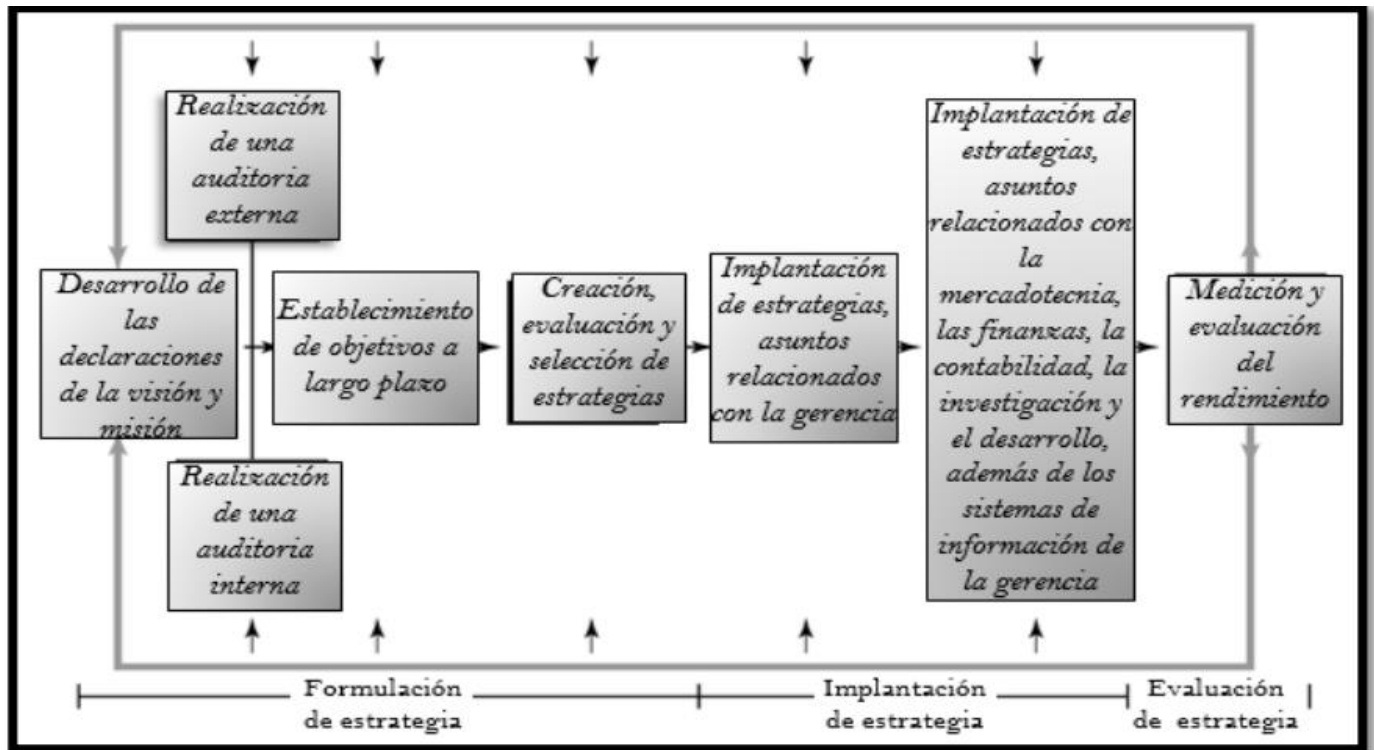 Realización
de una
auditoria
externa
Desarrollo de
las
declaraciones
de la visión y
misión
Realización
de una
auditoria
interna
Establecimiento
de objetivos a
largo plazo
Creación,
evaluación y
selección de
estrategias
Implantación
de estrategias,
asuntos
relacionados
con la gerencia
Implantación de
estrategias,
asuntos
relacionados con
la
mercadotecnia,
las finanzas, la
contabilidad, la
investigación y
el desarrollo,
además de los
sistemas de
información de
la gerencia
Medición y
evaluación
del
rendimiento
Formulación
de estrategia
Implantación
de estrategia
Evaluación
de estrategia